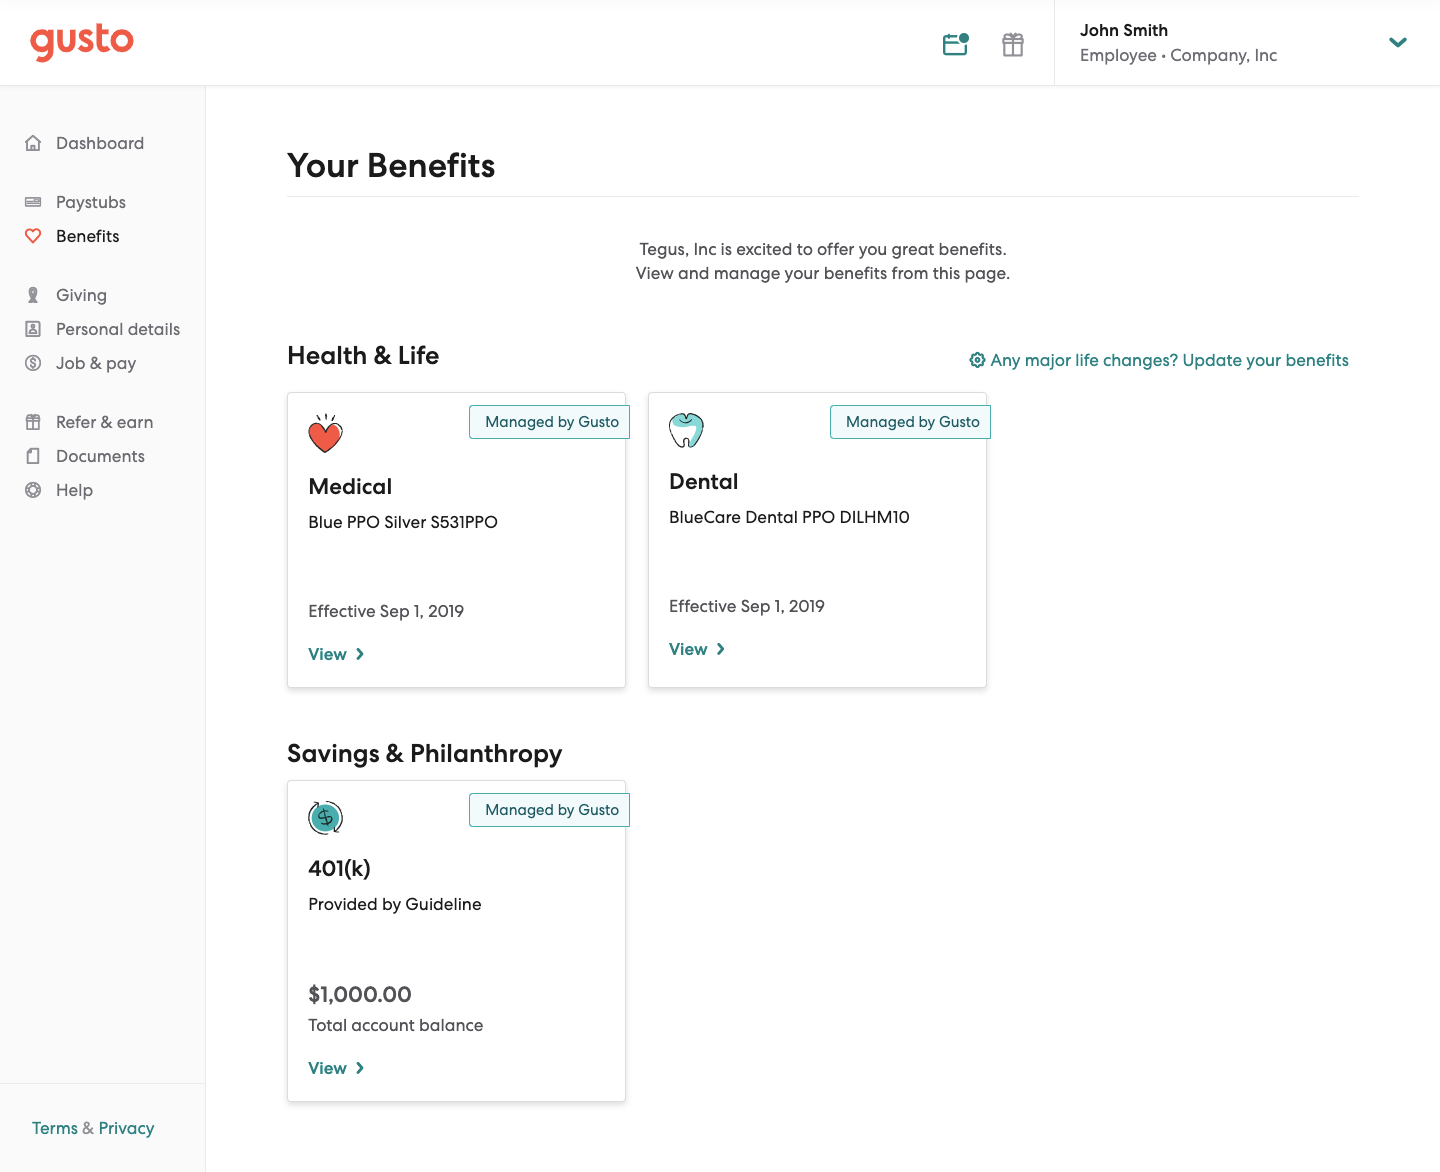 gusto
John Smith
Employee • Company, Inc
Dashboard
Paystubs
Benefits
Giving
Personal details
Job & pay
Refer & earn
Documents
Help
Terms & Privacy
Your Benefits
Tegus, Inc is excited to offer you great benefits.
View and manage your benefits from this page.
Health & Life
Any major life changes? Update your benefits
Managed by Gusto
Medical
Blue PPO Silver S531PPO
Effective Sep 1, 2019
View
Managed by Gusto
Dental
BlueCare Dental PPO DILHM10
Effective Sep 1, 2019
View
Savings & Philanthropy
Managed by Gusto
$
401(k)
Provided by Guideline
$1,000.00
Total account balance
View